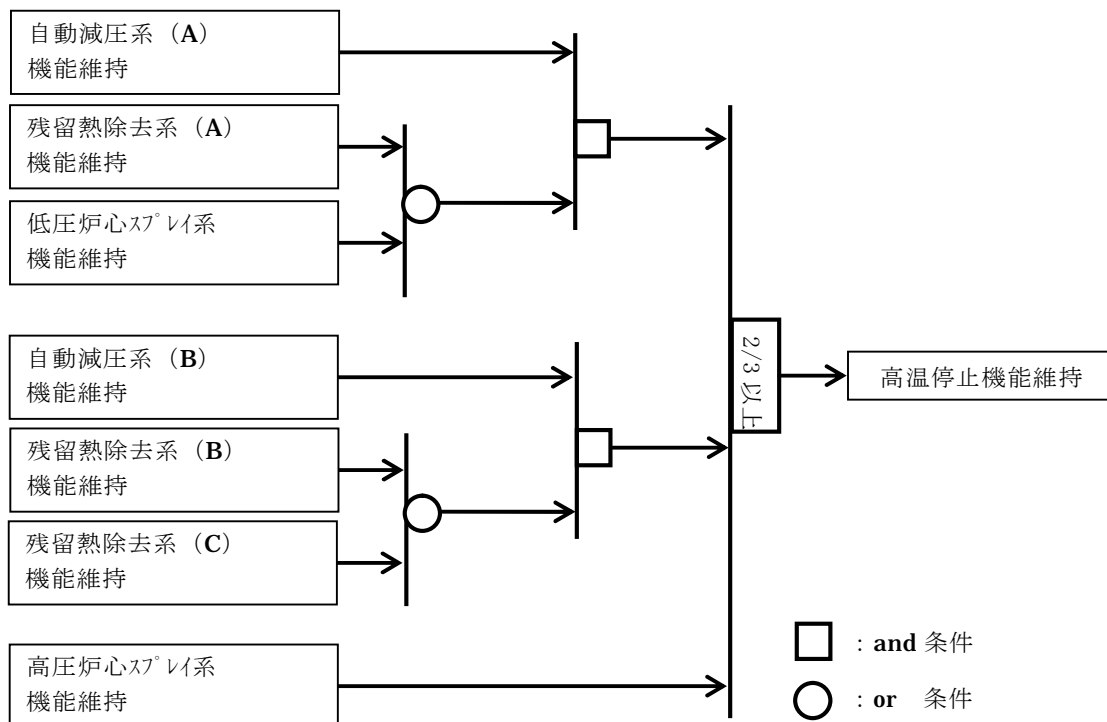 自動減圧系（A）
機能維持
残留熱除去系（A）
機能維持
低圧炉心ｽﾌﾟﾚｲ系
機能維持
自動減圧系（B）
機能維持
残留熱除去系（B）
機能維持
残留熱除去系（C）
機能維持
高圧炉心ｽﾌﾟﾚｲ系
機能維持
2/3以上
高温停止機能維持
：and 条件
：or 条件